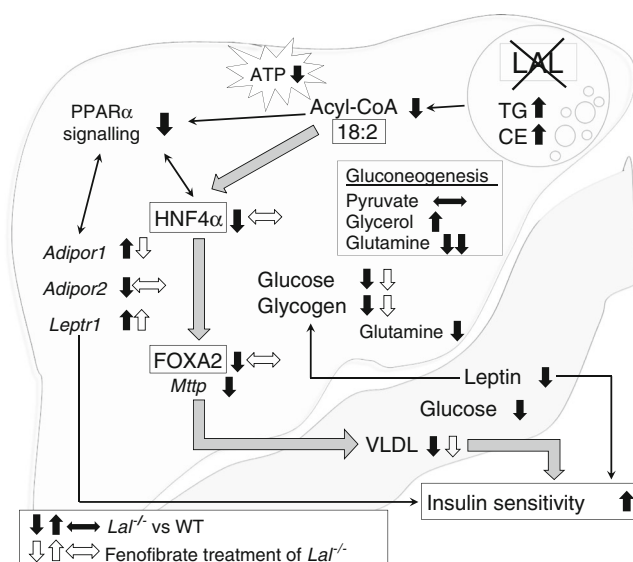 ATP
LAL
PPARα
signalling
Acyl-CoA
18:2
TG
CE
Gluconeogenesis
Pyruvate
Glycerol
Glutamine
HNF4α
Adipor1
Adipor2
Leptr1
Glucose
Glycogen
Glutamine
FOXA2
Mttp
Leptin
Glucose
VLDL
Insulin sensitivity
Lal-/- vs WT
Fenofibrate treatment of Lal-/-